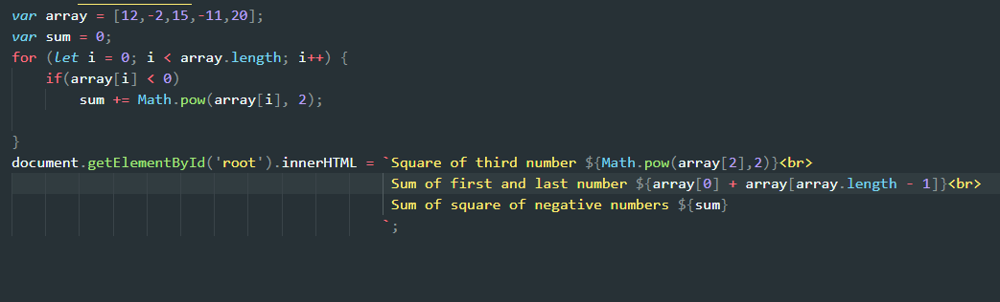 var array = [12,-2,15,-11,20];
var sum = 0;
for (let i = 0; i < array.length; i++) {
if(array[i] < 0)
sum += Math.pow(array[i], 2);
}
document.getElementById('root').innerHTML = `Square of third number ${Math.pow(array[2],2)}<br>
Sum of first and last number ${array[0] + array[array.length - 1]}<br>
Sum of square of negative numbers ${sum}
`;